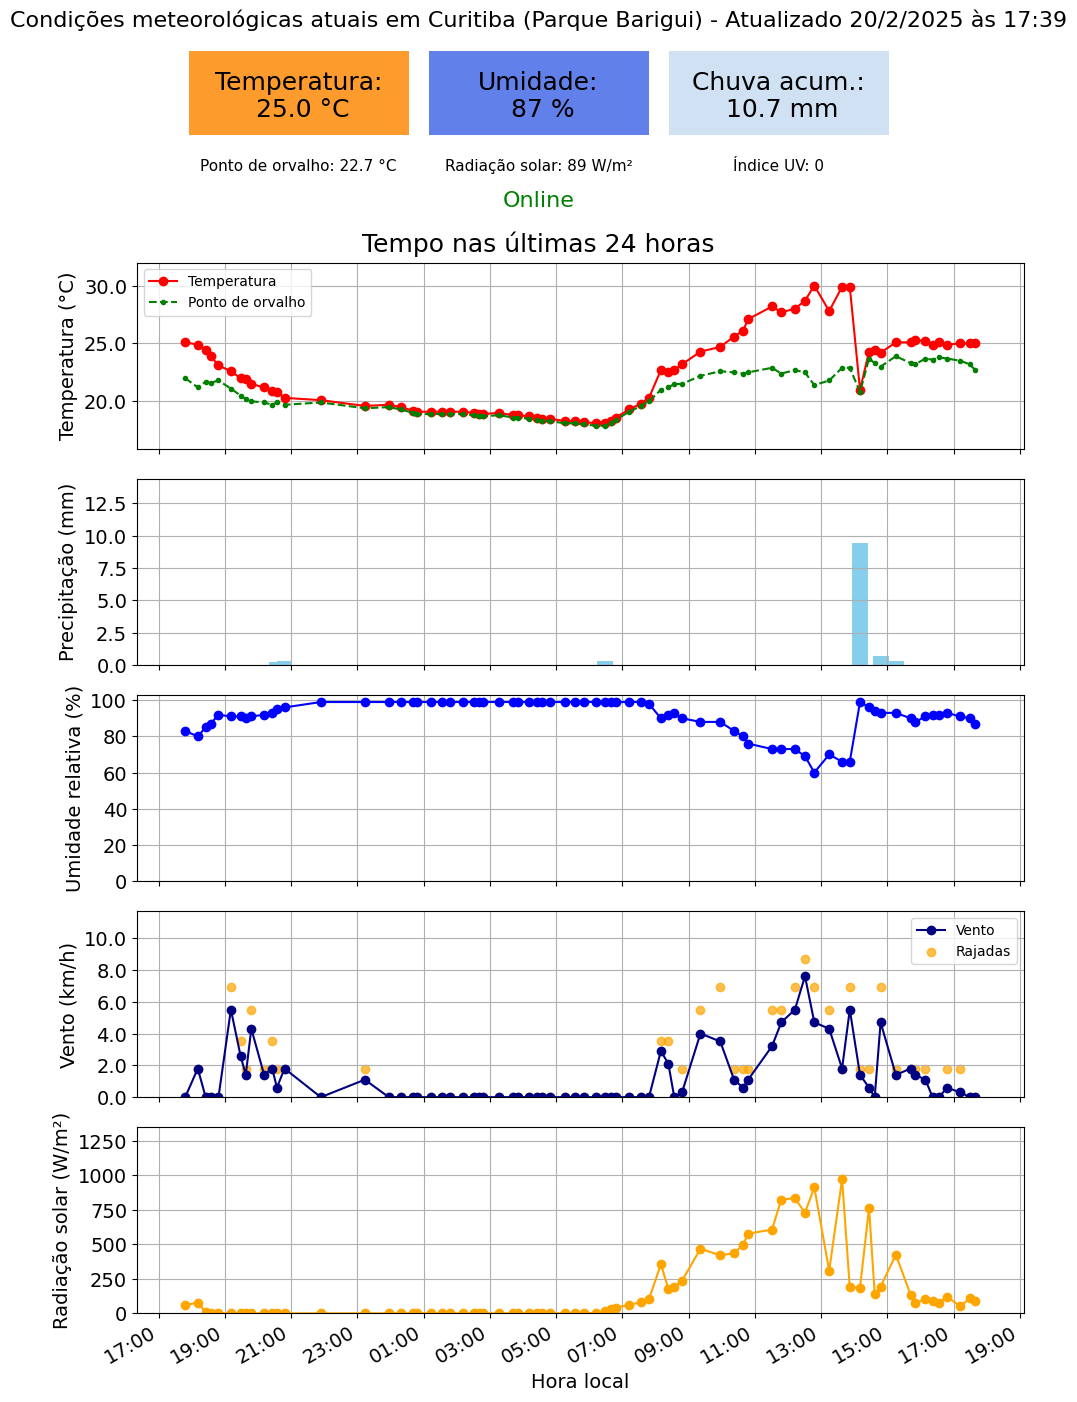 Condições meteorológicas atuais em Curitiba (Parque Barigui) - Atualizado 20/2/2025 às 17:39
Temperatura:
25.0 °C
Umidade:
87 %
Chuva acum.:
10.7 mm
Ponto de orvalho: 22.7 °C
Radiação solar: 89 W/m²
Índice UV: 0
Online
Tempo nas últimas 24 horas
Temperatura (°C)
30.0
25.0
20.0
Temperatura
Ponto de orvalho
Precipitação (mm)
12.5
10.0
7.5
5.0
2.5
0.0
Umidade relativa (%)
100
80
60
40
20
0
Vento (km/h)
10.0
8.0
6.0
4.0
2.0
0.0
Vento
Rajadas
Radiação solar (W/m²)
1250
1000
750
500
250
0
17:00
19:00
21:00
23:00
01:00
03:00
05:00
07:00
09:00
11:00
13:00
15:00
17:00
19:00
Hora local